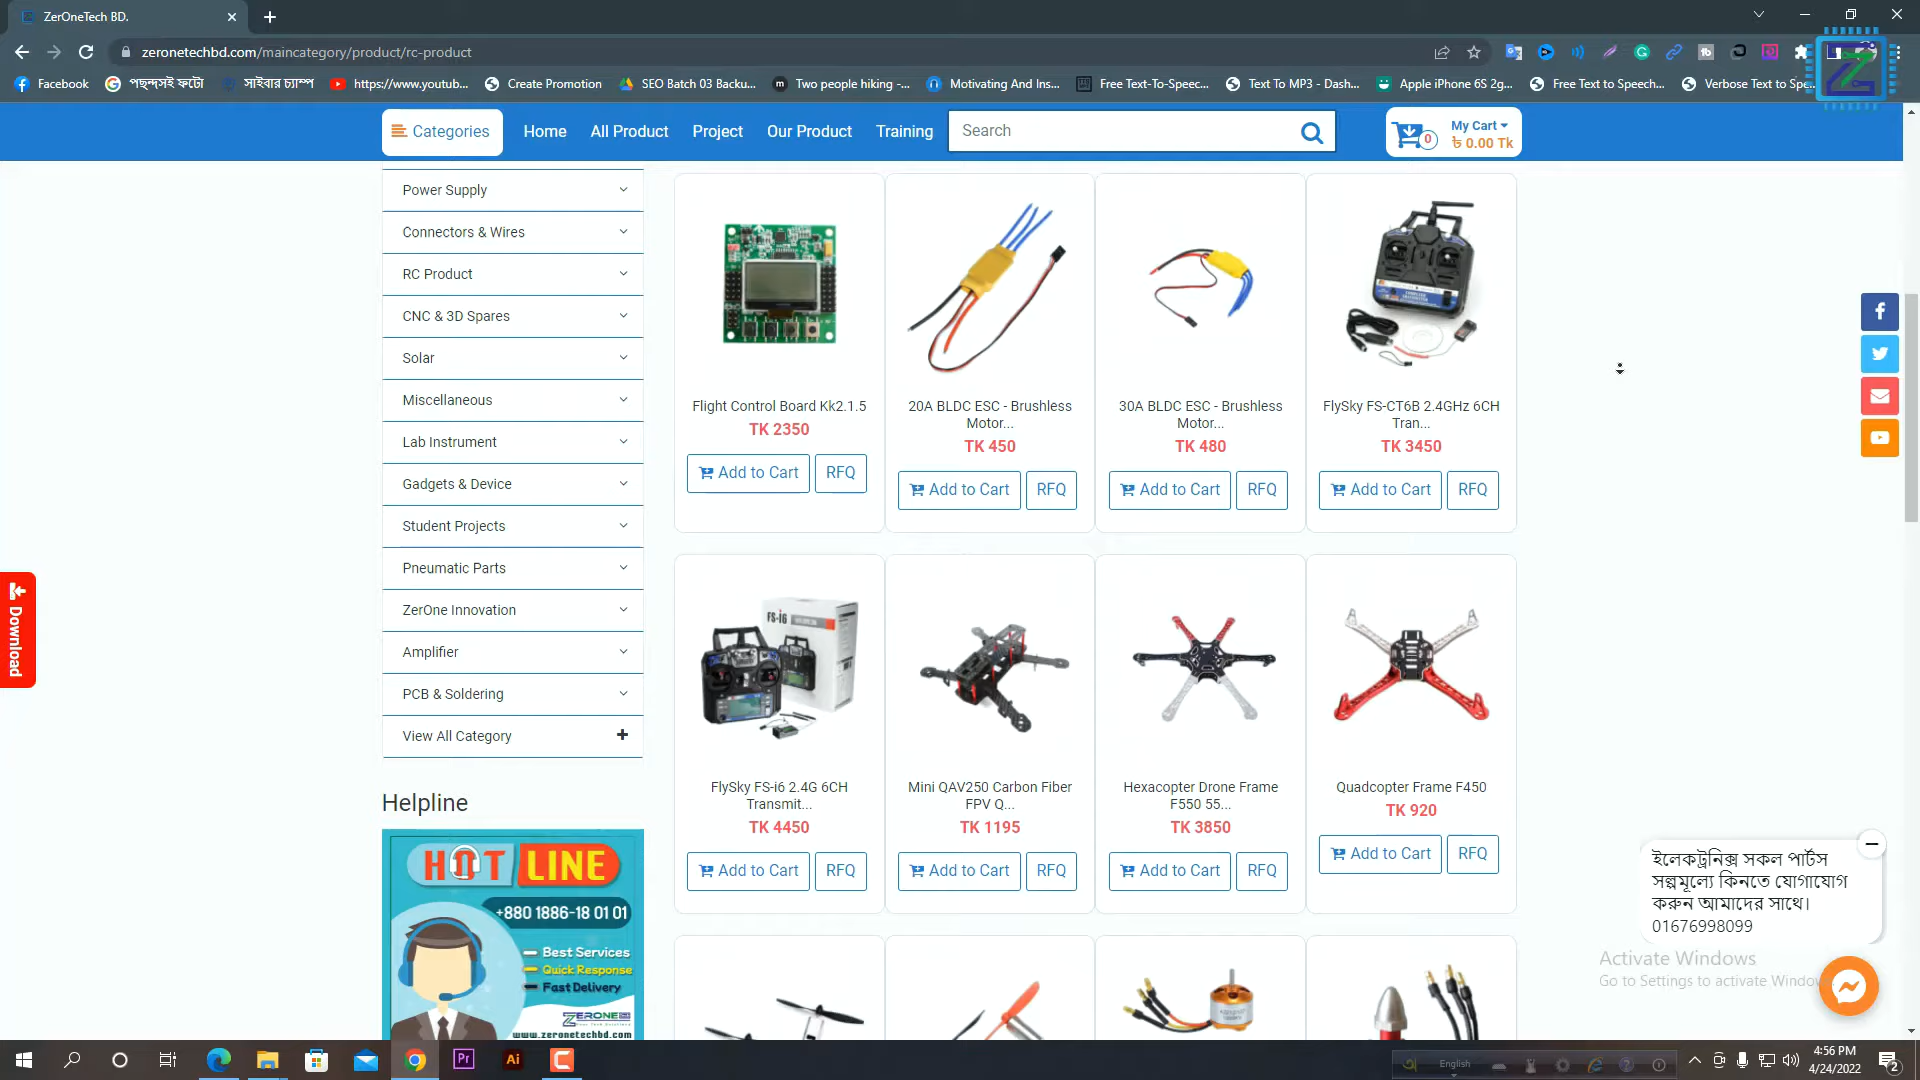 ZerOneTech BD.
zeronetechbd.com/maincategory/product/rc-product
Facebook
পছন্দসই ফটো
সাইবার চ্যাম্প
https://www.youtub...
Create Promotion
SEO Batch 03 Backu...
Two people hiking -...
Motivating And Ins...
Free Text-To-Speec...
Text To MP3 - Dash...
Apple iPhone 6S 2g...
Free Text to Speech...
Verbose Text to Spe...
Categories
Home
All Product
Project
Our Product
Training
Search
0
My Cart
৳ 0.00 Tk
Power Supply
Connectors & Wires
RC Product
CNC & 3D Spares
Solar
Miscellaneous
Lab Instrument
Gadgets & Device
Student Projects
Pneumatic Parts
ZerOne Innovation
Amplifier
PCB & Soldering
View All Category
Helpline
HOT LINE
+880 1886-18 01 01
Best Services
Quick Response
Fast Delivery
ZERONE
www.zeronetechbd.com
Download
Flight Control Board Kk2.1.5
TK 2350
Add to Cart
RFQ
20A BLDC ESC - Brushless
Motor...
TK 450
Add to Cart
RFQ
30A BLDC ESC - Brushless
Motor...
TK 480
Add to Cart
RFQ
FlySky FS-CT6B 2.4GHz 6CH
Tran...
TK 3450
Add to Cart
RFQ
FS-i6
FlySky FS-i6 2.4G 6CH
Transmit...
TK 4450
Add to Cart
RFQ
Mini QAV250 Carbon Fiber
FPV Q...
TK 1195
Add to Cart
RFQ
Hexacopter Drone Frame
F550 55...
TK 3850
Add to Cart
RFQ
Quadcopter Frame F450
TK 920
Add to Cart
RFQ
ইলেকট্রনিক্স সকল পার্টস
সল্পমূল্যে কিনতে যোগাযোগ
করুন আমাদের সাথে।
01676998099
Activate Windows
Go to Settings to activate Window
Pr
Ai
English
4:56 PM
4/24/2022
2